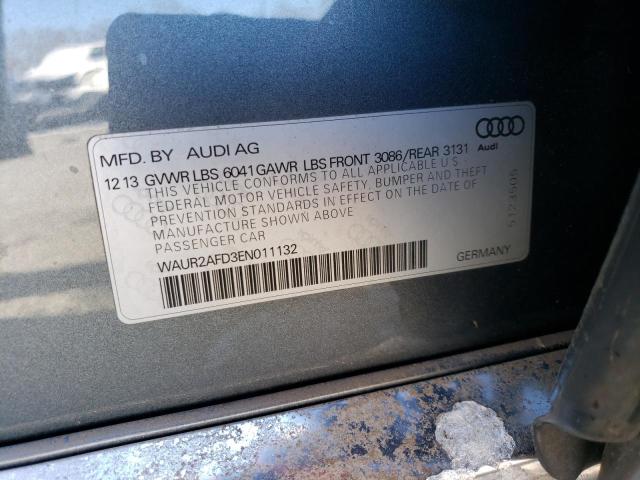 MFD. BY AUDI AG
Audi
12 13 GVWR LBS 6041 GAWR LBS FRONT 3086/REAR 3131
THIS VEHICLE CONFORMS TO ALL APPLICABLE U S
FEDERAL MOTOR VEHICLE SAFETY, BUMPER AND THEFT
PREVENTION STANDARDS IN EFFECT ON THE DATE OF
MANUFACTURE SHOWN ABOVE
PASSENGER CAR
WAUR2AFD3EN011132
GERMANY
5123505